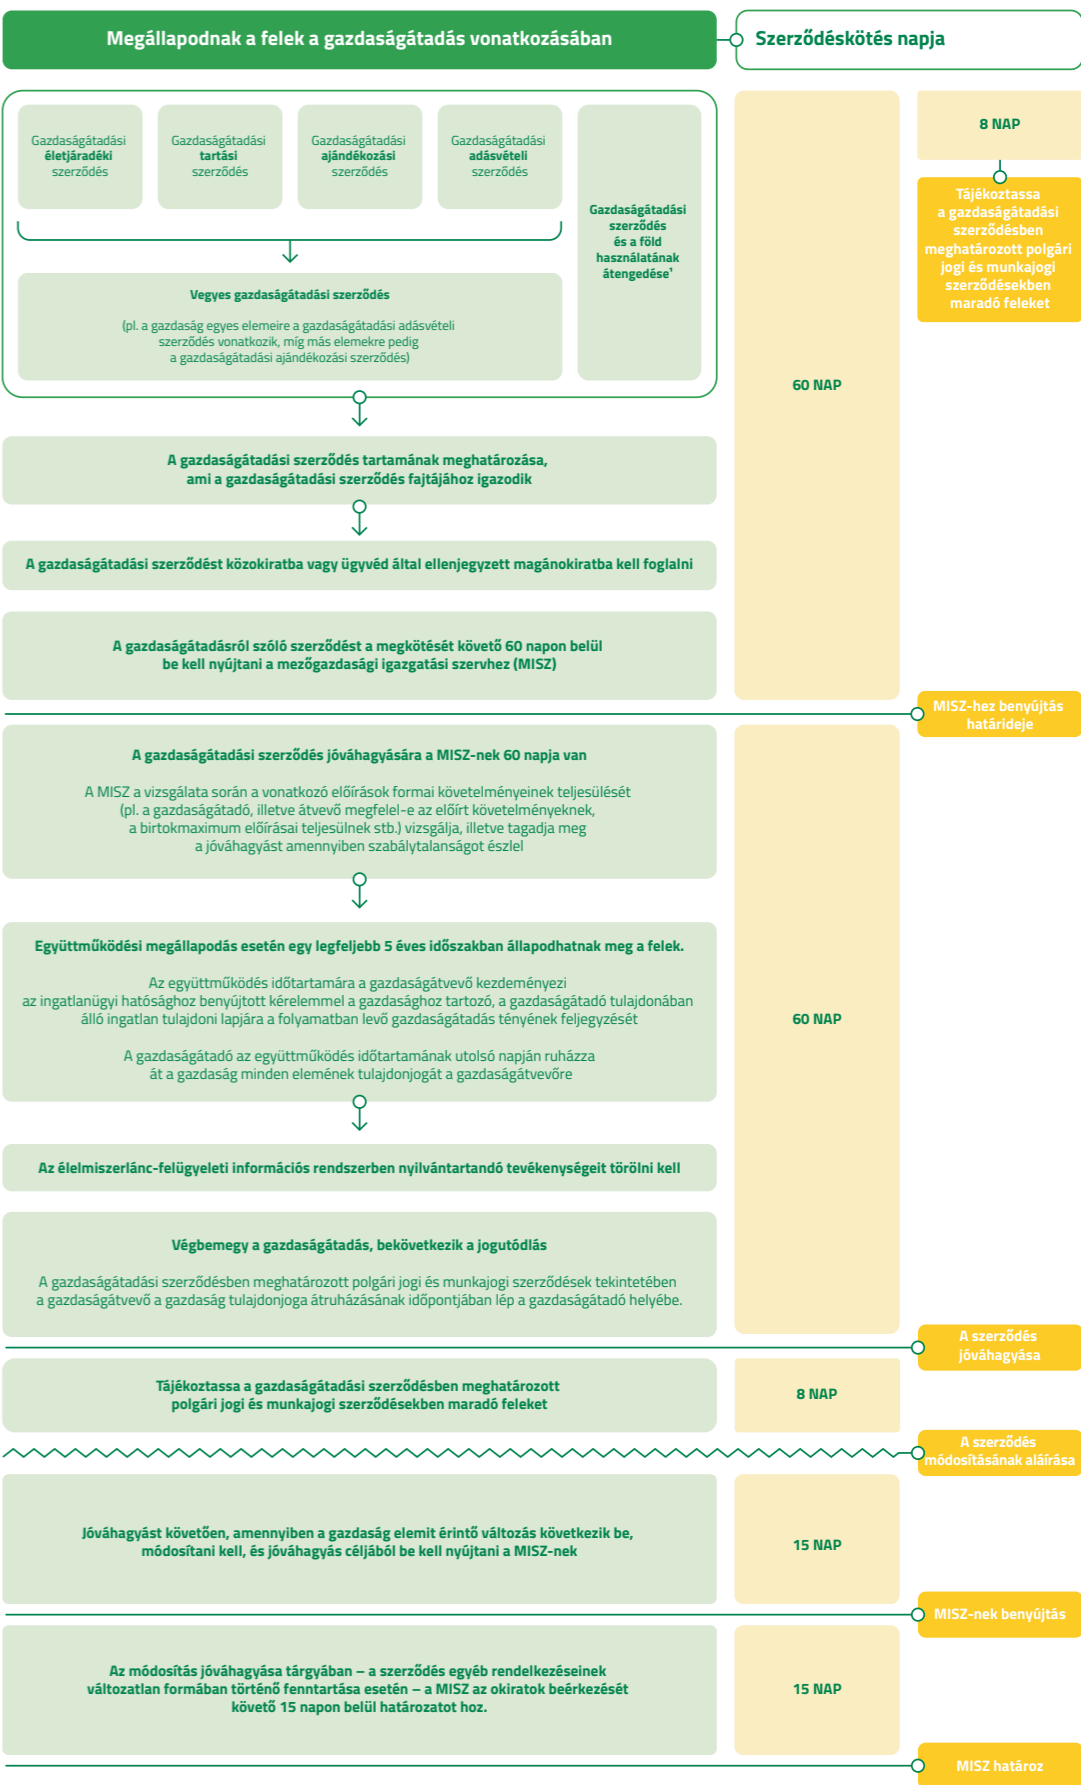 Megállapodnak a felek a gazdaságátadás vonatkozásában
Szerződéskötés napja
Gazdaságátadási
életjáradéki
szerződés
Gazdaságátadási
tartási
szerződés
Gazdaságátadási
ajándékozási
szerződés
Gazdaságátadási
adásvételi
szerződés
Gazdaságátadási
szerződés
és a föld
használatának
átengedése¹
Vegyes gazdaságátadási szerződés
(pl. a gazdaság egyes elemeire a gazdaságátadási adásvételi
szerződés vonatkozik, míg más elemekre pedig
a gazdaságátadási ajándékozási szerződés)
60 NAP
8 NAP
Tájékoztassa
a gazdaságátadási
szerződésben
meghatározott polgári
jogi és munkajogi
szerződésekben
maradó feleket
A gazdaságátadási szerződés tartamának meghatározása,
ami a gazdaságátadási szerződés fajtájához igazodik
A gazdaságátadási szerződést közokiratba vagy ügyvéd által ellenjegyzett magánokiratba kell foglalni
A gazdaságátadásról szóló szerződést a megkötését követő 60 napon belül
be kell nyújtani a mezőgazdasági igazgatási szervhez (MISZ)
MISZ-hez benyújtás
határideje
A gazdaságátadási szerződés jóváhagyására a MISZ-nek 60 napja van
A MISZ a vizsgálata során a vonatkozó előírások formai követelményeinek teljesülését
(pl. a gazdaságátadó, illetve átvevő megfelel-e az előírt követelményeknek,
a birtokmaximum előírásai teljesülnek stb.) vizsgálja, illetve tagadja meg
a jóváhagyást amennyiben szabálytalanságot észlel
Együttműködési megállapodás esetén egy legfeljebb 5 éves időszakban állapodhatnak meg a felek.
Az együttműködés időtartamára a gazdaságátvevő kezdeményezi
az ingatlanügyi hatósághoz benyújtott kérelemmel a gazdasághoz tartozó, a gazdaságátadó tulajdonában
álló ingatlan tulajdoni lapjára a folyamatban levő gazdaságátadás tényének feljegyzését
A gazdaságátadó az együttműködés időtartamának utolsó napján ruházza
át a gazdaság minden elemének tulajdonjogát a gazdaságátvevőre
60 NAP
Az élelmiszerlánc-felügyeleti információs rendszerben nyilvántartandó tevékenységeit törölni kell
Végbemegy a gazdaságátadás, bekövetkezik a jogutódlás
A gazdaságátadási szerződésben meghatározott polgári jogi és munkajogi szerződések tekintetében
a gazdaságátvevő a gazdaság tulajdonjoga átruházásának időpontjában lép a gazdaságátadó helyébe.
A szerződés
jóváhagyása
Tájékoztassa a gazdaságátadási szerződésben meghatározott
polgári jogi és munkajogi szerződésekben maradó feleket
8 NAP
A szerződés
módosításának aláírása
Jóváhagyást követően, amennyiben a gazdaság elemit érintő változás következik be,
módosítani kell, és jóváhagyás céljából be kell nyújtani a MISZ-nek
15 NAP
MISZ-nek benyújtás
Az módosítás jóváhagyása tárgyában – a szerződés egyéb rendelkezéseinek
változatlan formában történő fenntartása esetén – a MISZ az okiratok beérkezését
követő 15 napon belül határozatot hoz.
15 NAP
MISZ határoz